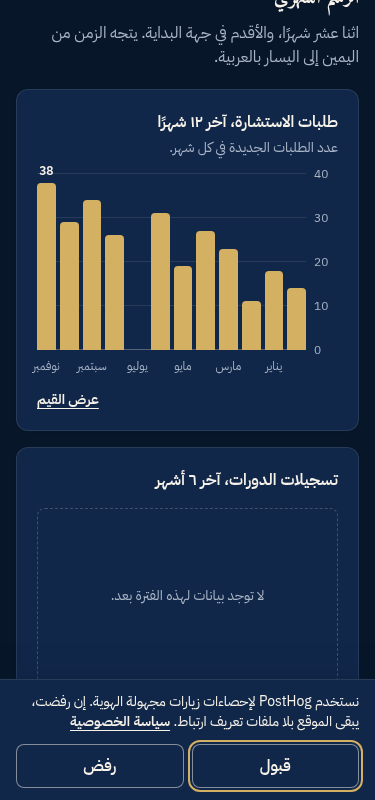 الرسم الشهري
اثنا عشر شهرًا، والأقدم في جهة البداية. يتجه الزمن من
اليمين إلى اليسار بالعربية.
طلبات الاستشارة، آخر ١٢ شهرًا
عدد الطلبات الجديدة في كل شهر.
38
40
30
20
10
0
يناير
مارس
مايو
يوليو
سبتمبر
نوفمبر
عرض القيم
تسجيلات الدورات، آخر ٦ أشهر
لا توجد بيانات لهذه الفترة بعد.
نستخدم PostHog لإحصاءات زيارات مجهولة الهوية. إن رفضت،
يبقى الموقع بلا ملفات تعريف ارتباط. سياسة الخصوصية
قبول
رفض